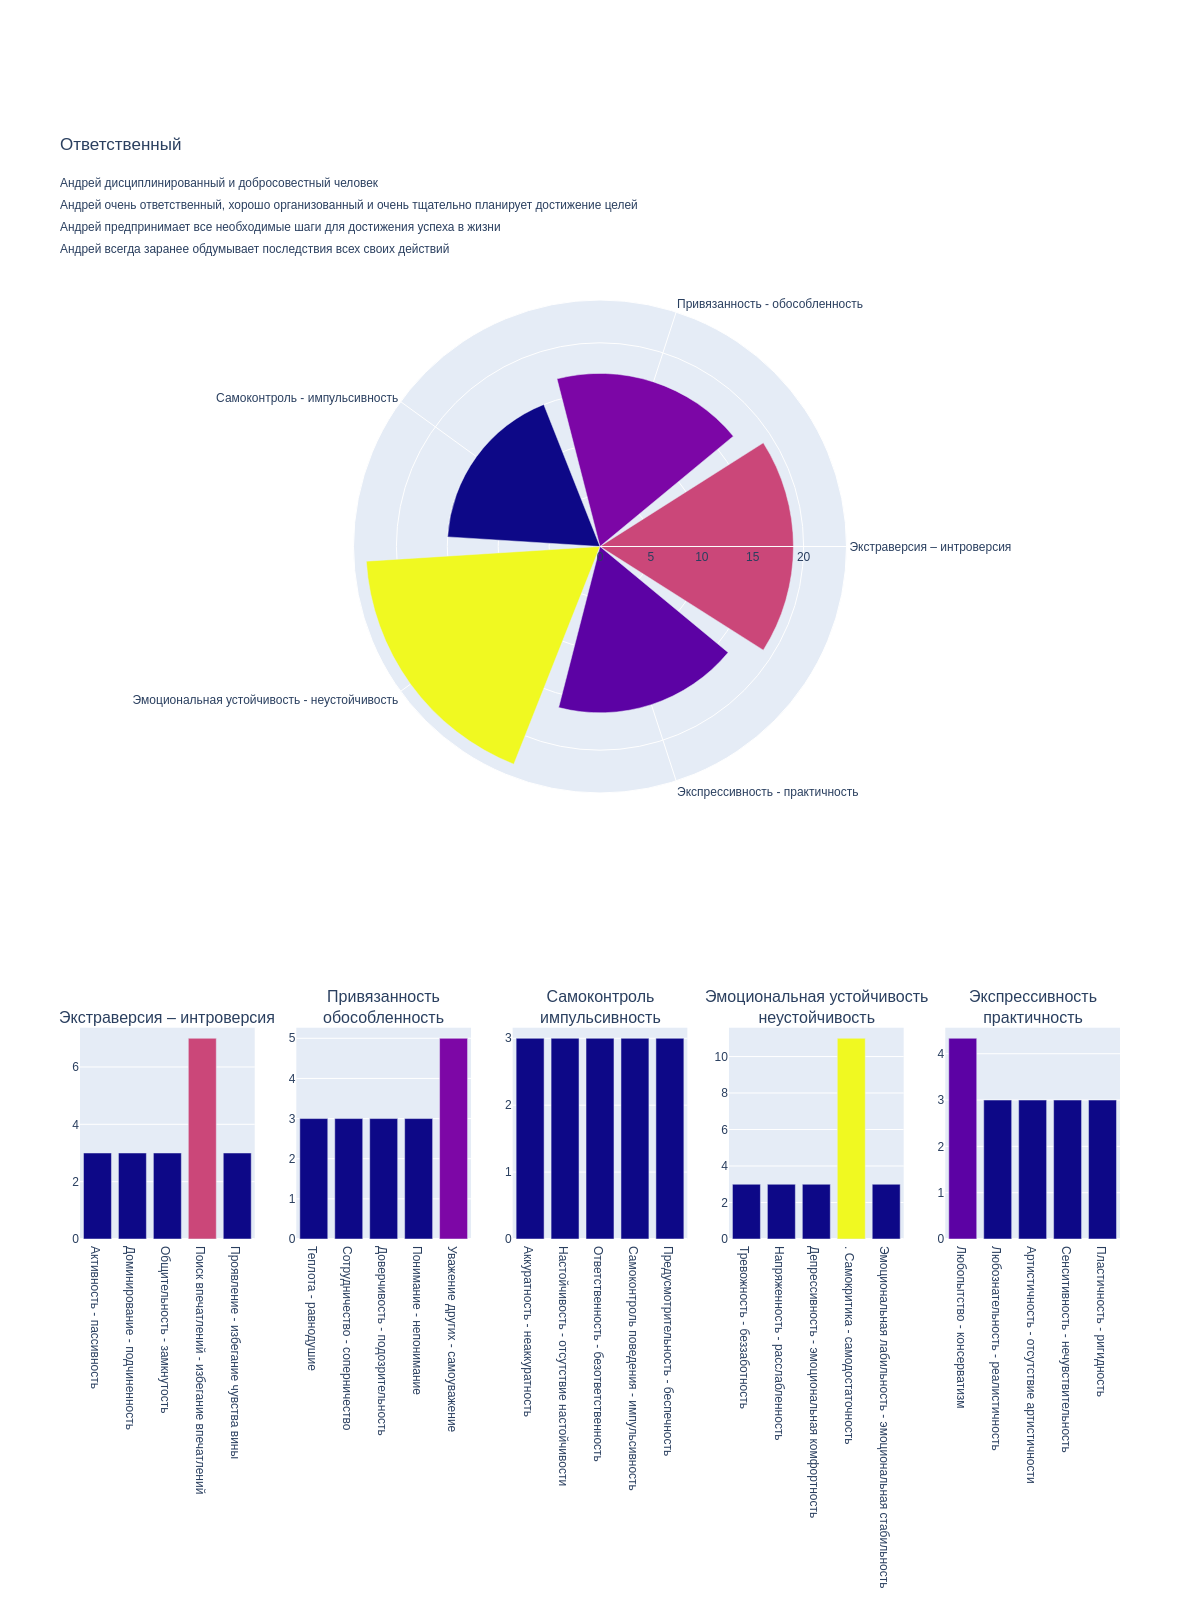 Ответственный
Андрей дисциплинированный и добросовестный человек
Андрей очень ответственный, хорошо организованный и очень тщательно планирует достижение целей
Андрей предпринимает все необходимые шаги для достижения успеха в жизни
Андрей всегда заранее обдумывает последствия всех своих действий
Привязанность - обособленность
Самоконтроль - импульсивность
Экстраверсия – интроверсия
5 10 15 20
Эмоциональная устойчивость - неустойчивость
Экспрессивность - практичность
Экстраверсия – интроверсия
6
4
2
0
Активность - пассивность
Доминирование - подчиненность
Общительность - замкнутость
Поиск впечатлений - избегание впечатлений
Проявление - избегание чувства вины
Привязанность
обособленность
5
4
3
2
1
0
Теплота - равнодушие
Сотрудничество - соперничество
Доверчивость - подозрительность
Понимание - непонимание
Уважение других - самоуважение
Самоконтроль
импульсивность
3
2
1
0
Аккуратность - неаккуратность
Настойчивость - отсутствие настойчивости
Ответственность - безответственность
Самоконтроль поведения - импульсивность
Предусмотрительность - беспечность
Эмоциональная устойчивость
неустойчивость
10
8
6
4
2
0
Тревожность - беззаботность
Напряженность - расслабленность
Депрессивность - эмоциональная комфортность
. Самокритика - самодостаточность
Эмоциональная лабильность - эмоциональная стабильность
Экспрессивность
практичность
4
3
2
1
0
Любопытство - консерватизм
Любознательность - реалистичность
Артистичность - отсутствие артистичности
Сенситивность - нечувствительность
Пластичность - ригидность